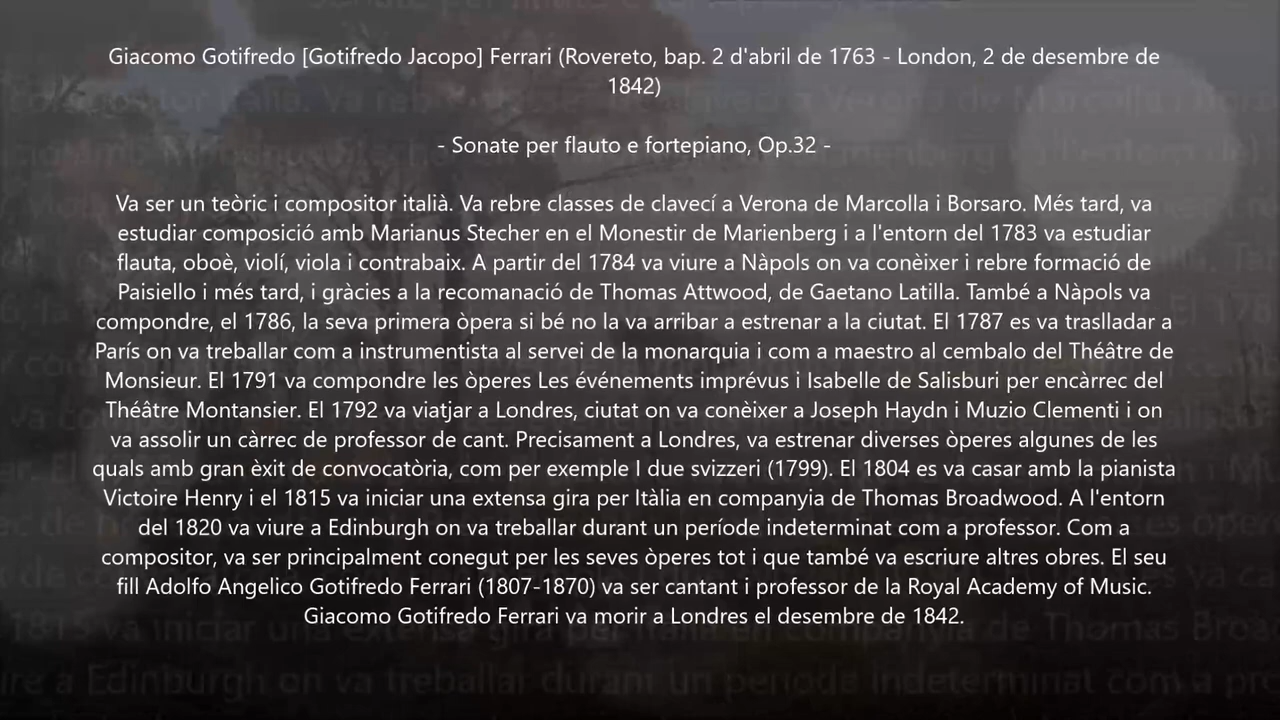 Giacomo Gotifredo [Gotifredo Jacopo] Ferrari (Rovereto, bap. 2 d'abril de 1763 - London, 2 de desembre de
1842)
- Sonate per flauto e fortepiano, Op.32 -
Va ser un teòric i compositor italià. Va rebre classes de clavecí a Verona de Marcolla i Borsaro. Més tard, va
estudiar composició amb Marianus Stecher en el Monestir de Marienberg i a l'entorn del 1783 va estudiar
flauta, oboè, violí, viola i contrabaix. A partir del 1784 va viure a Nàpols on va conèixer i rebre formació de
Paisiello i més tard, i gràcies a la recomanació de Thomas Attwood, de Gaetano Latilla. També a Nàpols va
compondre, el 1786, la seva primera òpera si bé no la va arribar a estrenar a la ciutat. El 1787 es va traslladar a
París on va treballar com a instrumentista al servei de la monarquia i com a maestro al cembalo del Théâtre de
Monsieur. El 1791 va compondre les òperes Les événements imprévus i Isabelle de Salisburi per encàrrec del
Théâtre Montansier. El 1792 va viatjar a Londres, ciutat on va conèixer a Joseph Haydn i Muzio Clementi i on
va assolir un càrrec de professor de cant. Precisament a Londres, va estrenar diverses òperes algunes de les
quals amb gran èxit de convocatòria, com per exemple I due svizzeri (1799). El 1804 es va casar amb la pianista
Victoire Henry i el 1815 va iniciar una extensa gira per Itàlia en companyia de Thomas Broadwood. A l'entorn
del 1820 va viure a Edinburgh on va treballar durant un període indeterminat com a professor. Com a
compositor, va ser principalment conegut per les seves òperes tot i que també va escriure altres obres. El seu
fill Adolfo Angelico Gotifredo Ferrari (1807-1870) va ser cantant i professor de la Royal Academy of Music.
Giacomo Gotifredo Ferrari va morir a Londres el desembre de 1842.